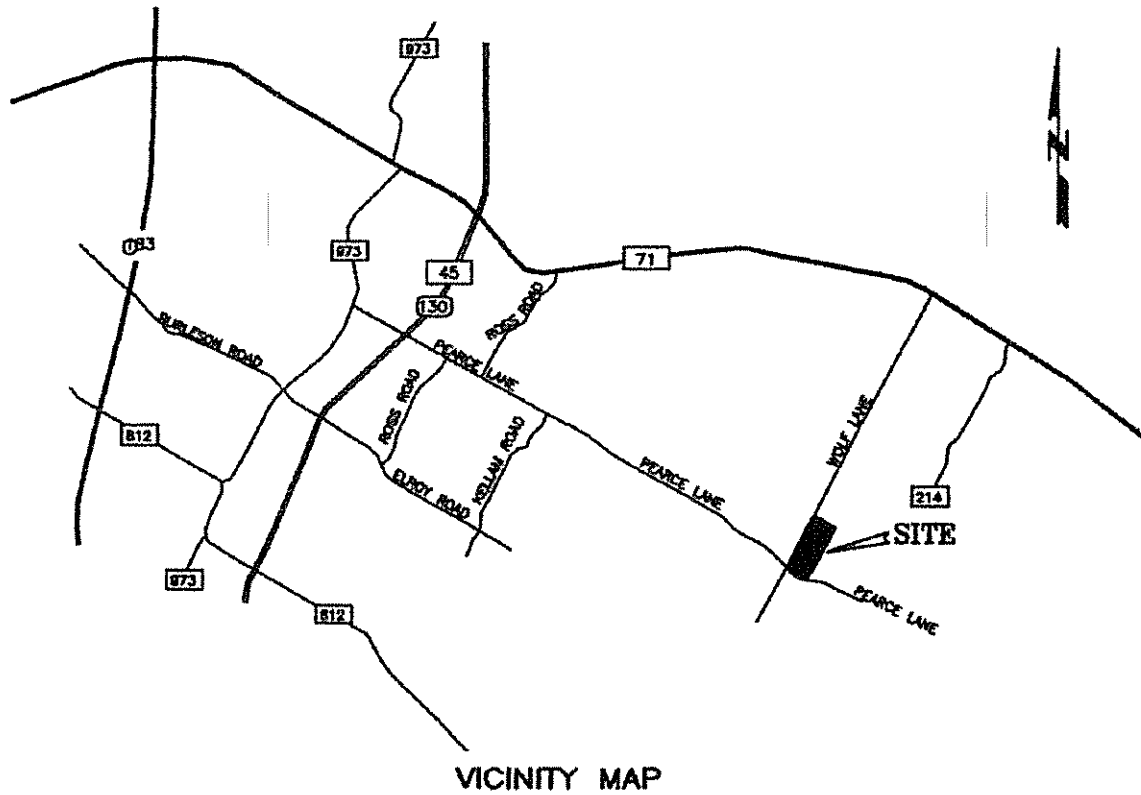 973
N
973
183
45
71
130
ROSS ROAD
BURLESON ROAD
PEARCE LANE
ROSS ROAD
WOLF LANE
812
KELLAM ROAD
PEARCE LANE
ELROY ROAD
214
SITE
973
PEARCE LANE
812
VICINITY MAP